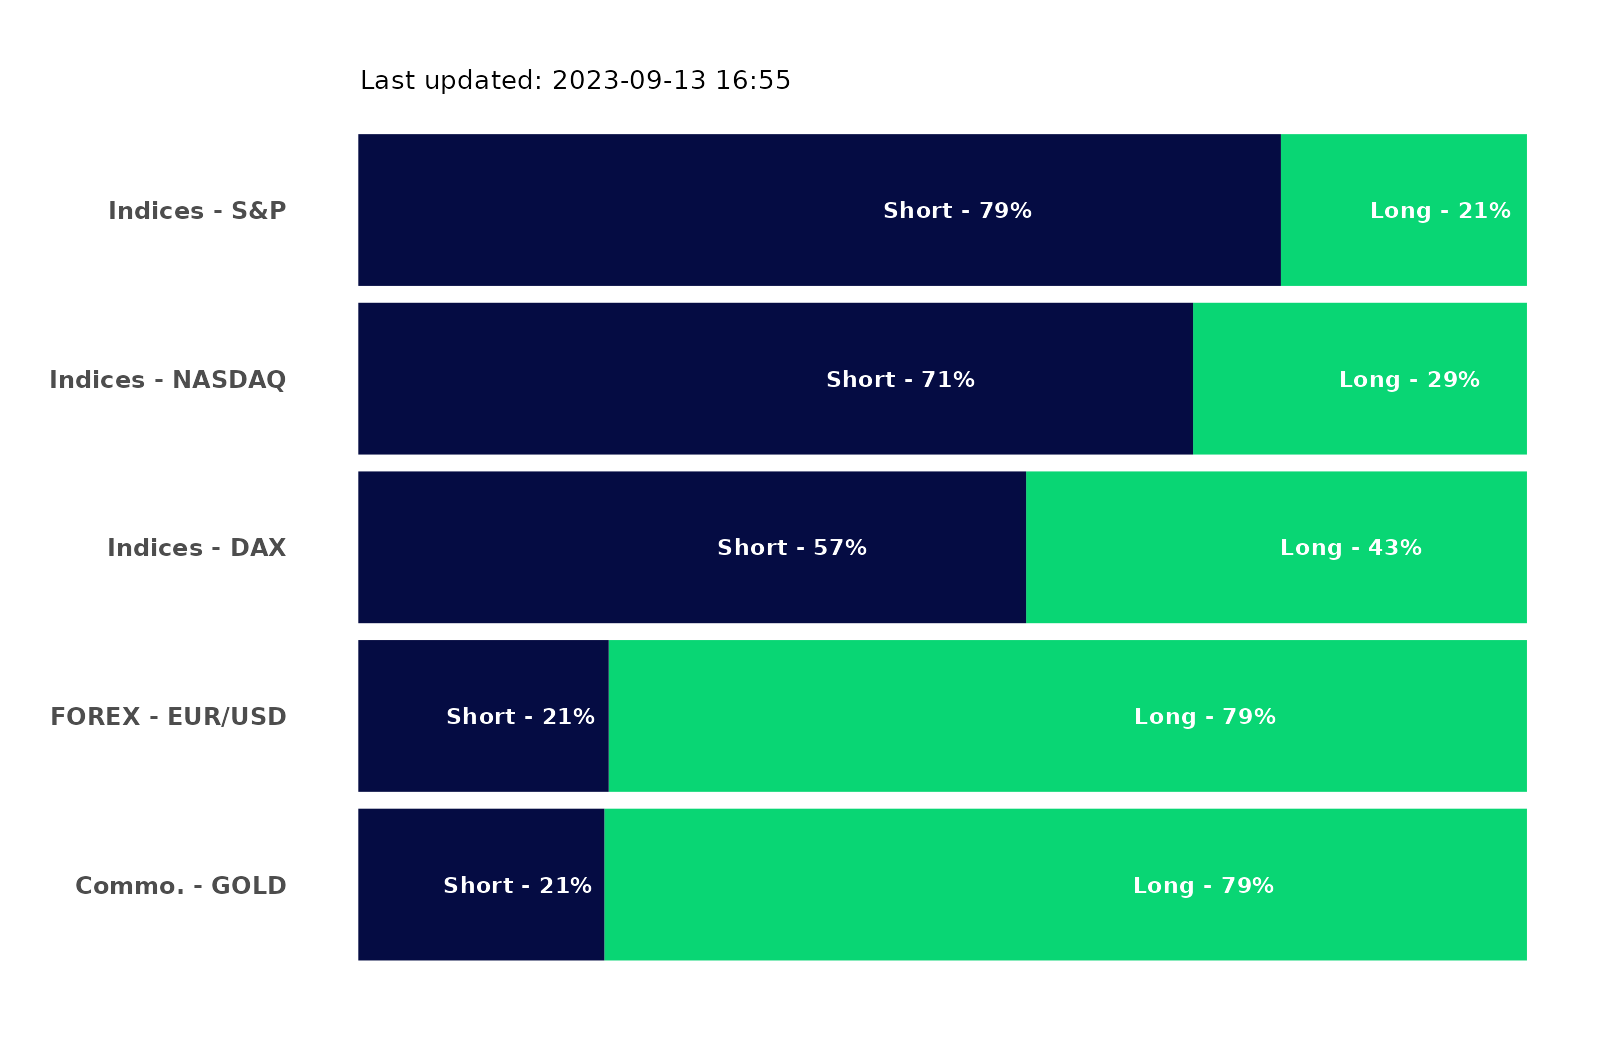 Last updated: 2023-09-13 16:55
Indices - S&P
Short - 79%
Long - 21%
Indices - NASDAQ
Short - 71%
Long - 29%
Indices - DAX
Short - 57%
Long - 43%
FOREX - EUR/USD
Short - 21%
Long - 79%
Commo. - GOLD
Short - 21%
Long - 79%